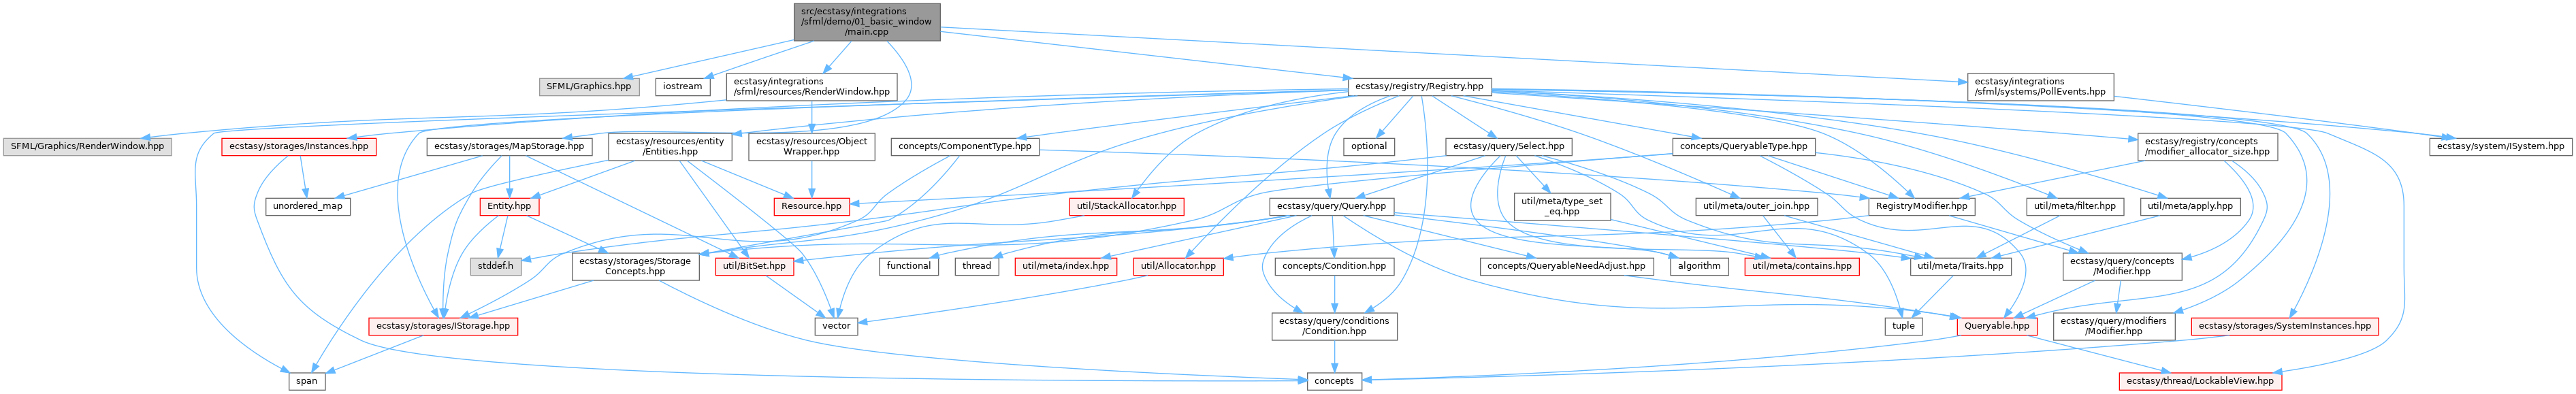 src/ecstasy/integrations
/sfml/demo/01_basic_window
/main.cpp
SFML/Graphics.hpp
iostream
ecstasy/integrations
/sfml/resources/RenderWindow.hpp
ecstasy/registry/Registry.hpp
ecstasy/integrations
/sfml/systems/PollEvents.hpp
SFML/Graphics/RenderWindow.hpp
ecstasy/storages/Instances.hpp
ecstasy/storages/MapStorage.hpp
ecstasy/resources/entity
/Entities.hpp
ecstasy/resources/Object
Wrapper.hpp
concepts/ComponentType.hpp
optional
ecstasy/query/Select.hpp
concepts/QueryableType.hpp
ecstasy/registry/concepts
/modifier_allocator_size.hpp
ecstasy/system/ISystem.hpp
unordered_map
Entity.hpp
Resource.hpp
util/StackAllocator.hpp
ecstasy/query/Query.hpp
util/meta/type_set
_eq.hpp
util/meta/outer_join.hpp
RegistryModifier.hpp
util/meta/filter.hpp
util/meta/apply.hpp
stddef.h
ecstasy/storages/Storage
Concepts.hpp
util/BitSet.hpp
functional
thread
util/meta/index.hpp
util/Allocator.hpp
concepts/Condition.hpp
concepts/QueryableNeedAdjust.hpp
algorithm
util/meta/contains.hpp
util/meta/Traits.hpp
ecstasy/query/concepts
/Modifier.hpp
ecstasy/storages/IStorage.hpp
vector
ecstasy/query/conditions
/Condition.hpp
tuple
Queryable.hpp
ecstasy/query/modifiers
/Modifier.hpp
ecstasy/storages/SystemInstances.hpp
span
concepts
ecstasy/thread/LockableView.hpp